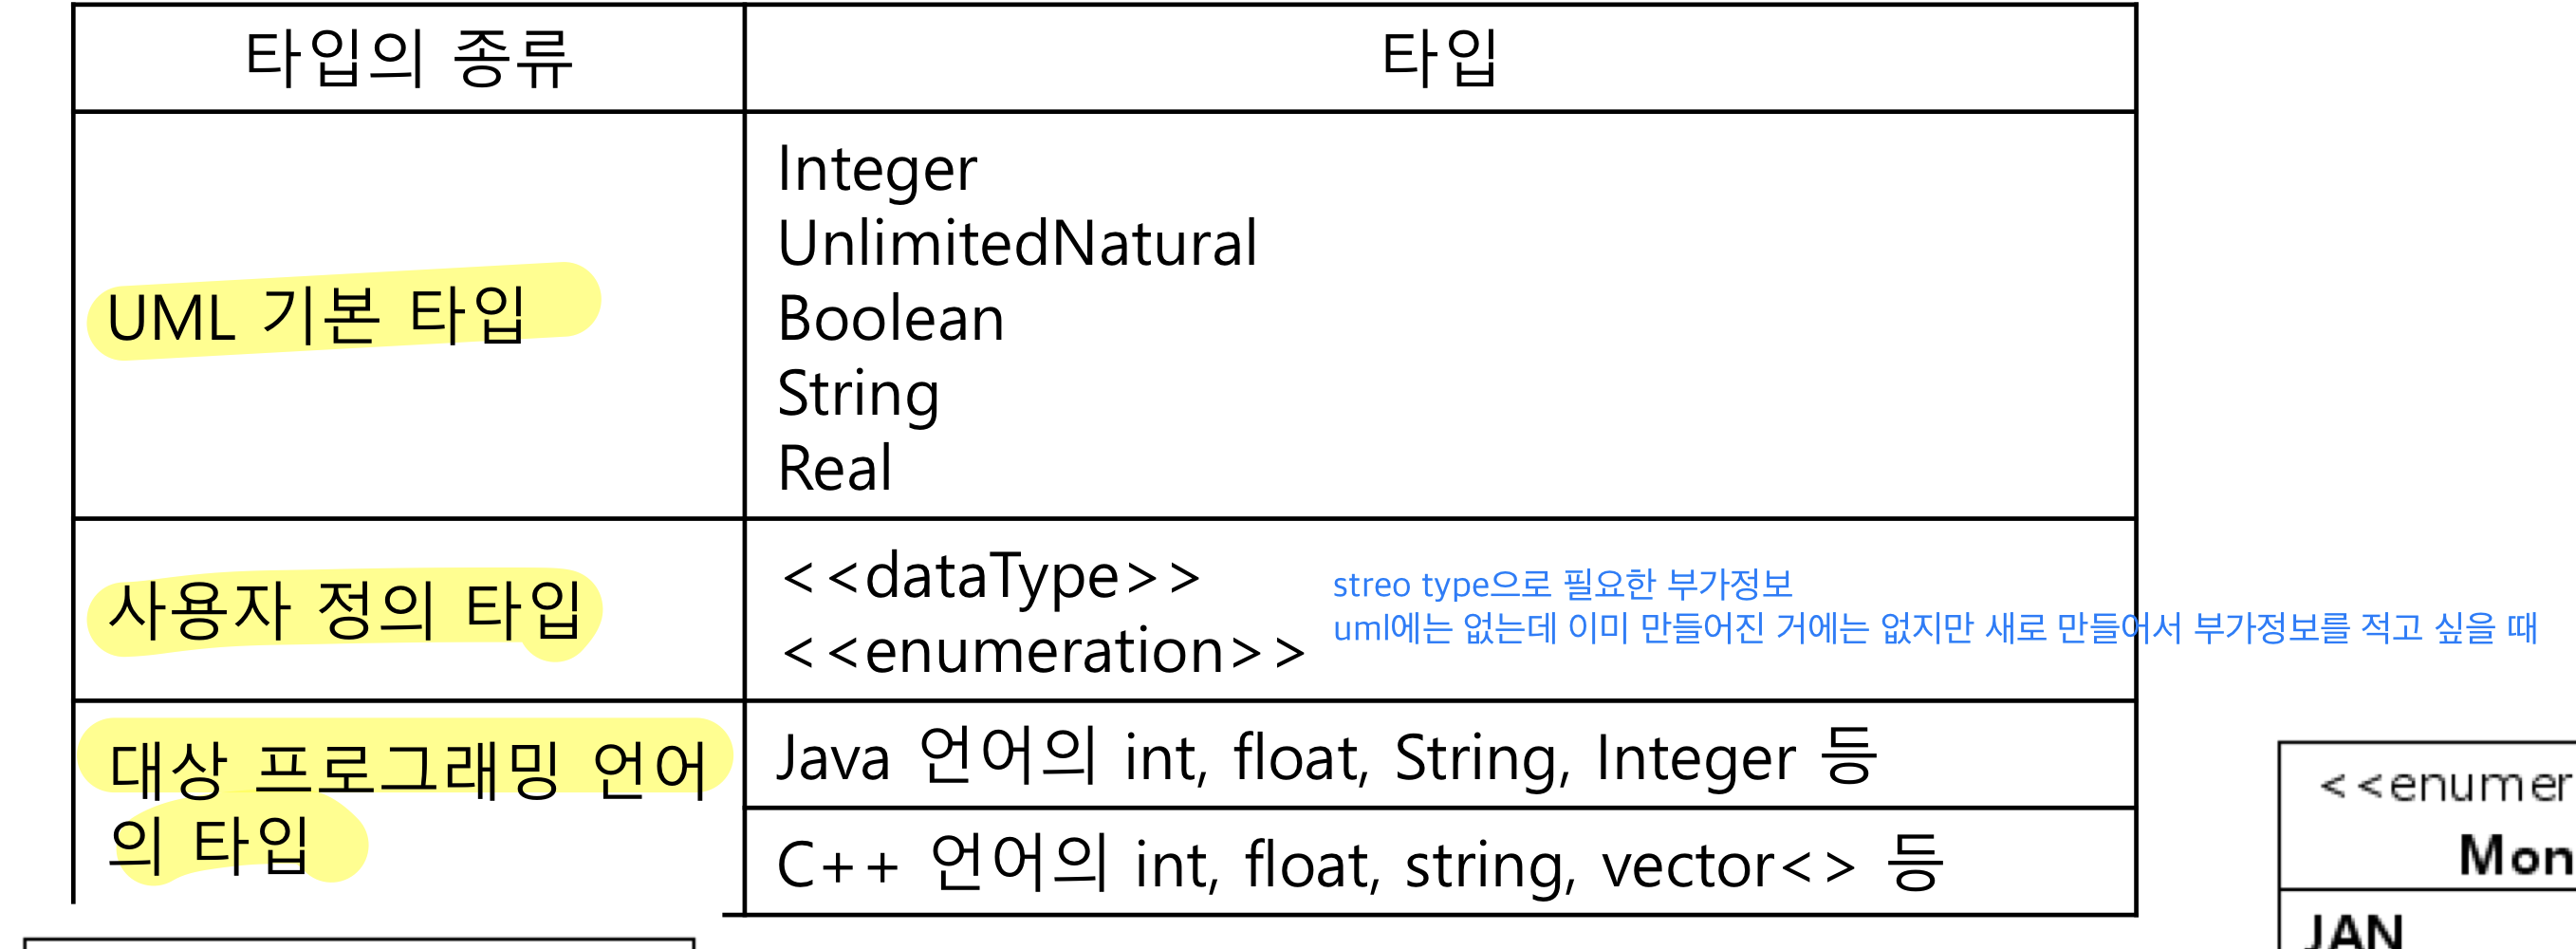 타입의 종류
타입
UML 기본 타입
Integer
UnlimitedNatural
Boolean
String
Real
사용자 정의 타입
<<dataType>>
<<enumeration>>
streo type으로 필요한 부가정보
uml에는 없는데 이미 만들어진 거에는 없지만 새로 만들어서 부가정보를 적고 싶을 때
대상 프로그래밍 언어
의 타입
Java 언어의 int, float, String, Integer 등
C++ 언어의 int, float, string, vector<> 등
<<enumer
Mon
JAN